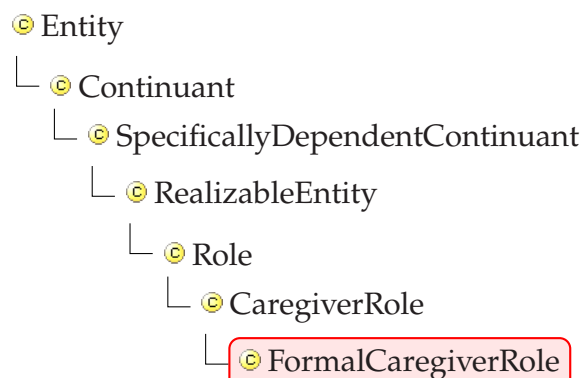 Entity
Continuant
SpecificallyDependentContinuant
RealizableEntity
Role
CaregiverRole
FormalCaregiverRole